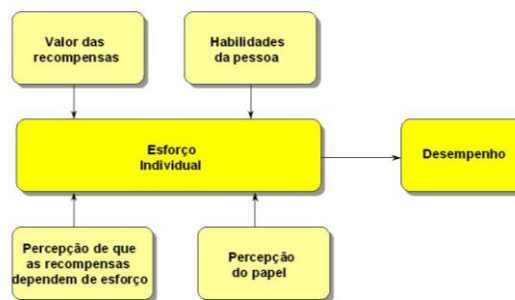 Valor das
recompensas
Habilidades
da pessoa
Esforço
Individual
Desempenho
Percepção de que
as recompensas
dependem de esforço
Percepção
do papel